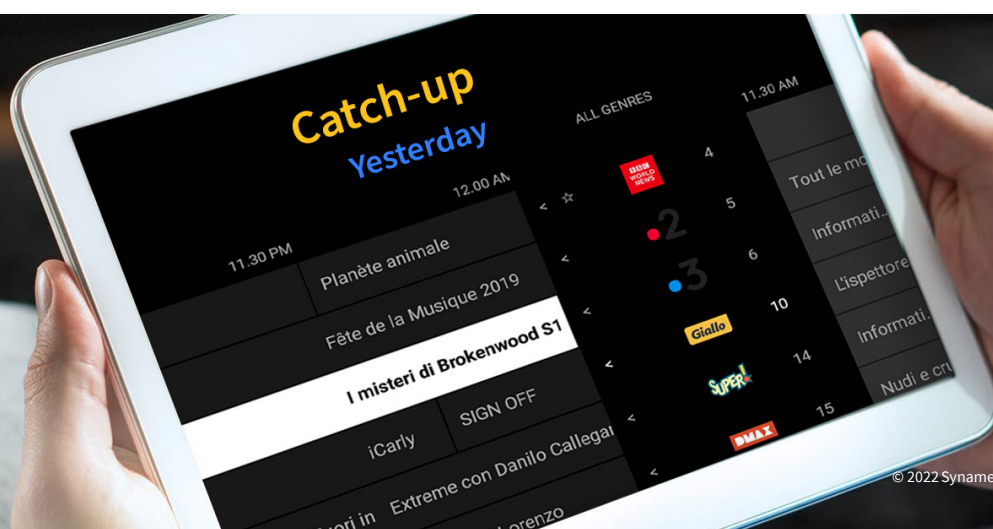 Catch-up
Yesterday
ALL GENRES
11.30 PM
12.00 AM
11.30 AM
BBC
WORLD
NEWS
4
Tout le mo
Planète animale
2
5
Informati...
Fête de la Musique 2019
3
6
L'ispettore
I misteri di Brokenwood S1
Giallo
10
Informati...
iCarly
SIGN OFF
SUPER!
14
Nudi e cru
Extreme con Danilo Callegar
DMAX
15
orenzo
© 2022 Syname